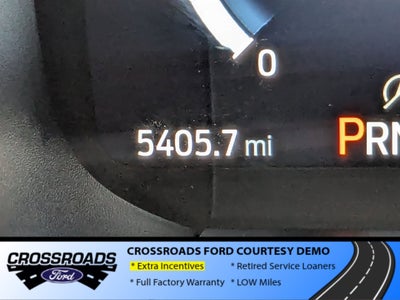 0
5405.7 mi
PRN
CROSSROADS
Ford
CROSSROADS FORD COURTESY DEMO
* Extra Incentives * Retired Service Loaners
* Full Factory Warranty * LOW Miles